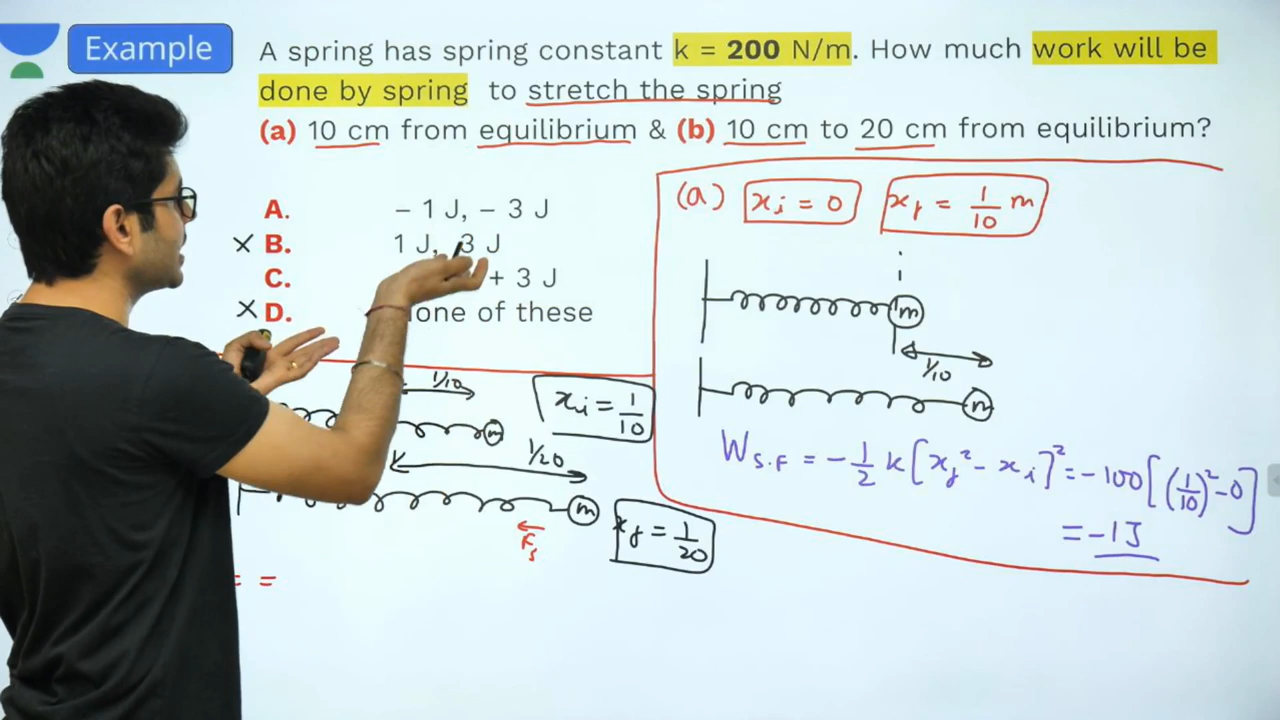 Example
A spring has spring constant k = 200 N/m. How much work will be
done by spring to stretch the spring
(a) 10 cm from equilibrium & (b) 10 cm to 20 cm from equilibrium?
A. – 1 J, – 3 J
X B. 1 J, 3 J
C. + 3 J
X D. one of these
(a) xi = 0 xf = 1/10 m
m
1/10
m
W S.F = -1/2 k [xf² - xi]² = -100 [(1/10)² - 0]
= -1J
1/10
xi = 1/10
m
1/20
m
Fs
xf = 1/20
= =